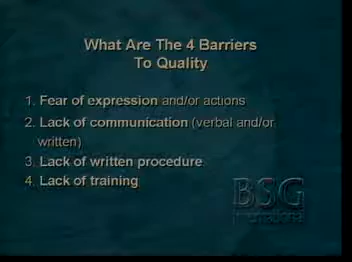 What Are The 4 Barriers
To Quality
1. Fear of expression and/or actions
2. Lack of communication (verbal and/or
written)
3. Lack of written procedure
4. Lack of training
BSG
International